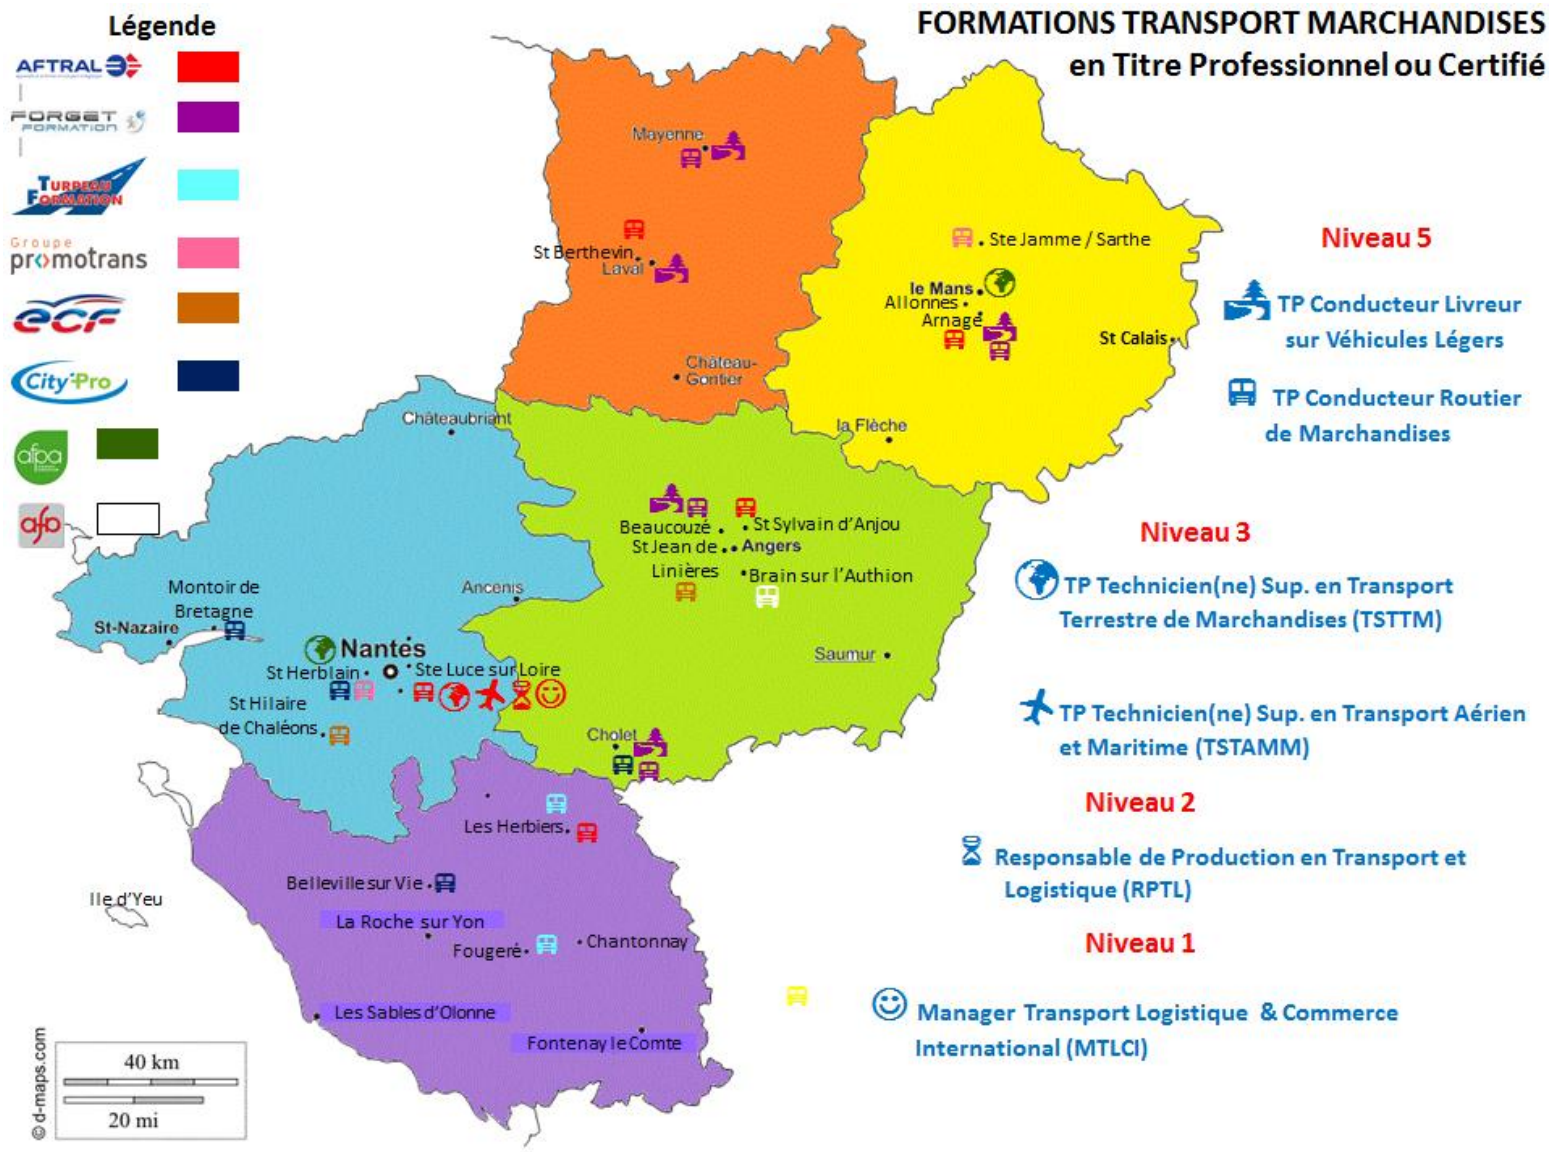 Légende
FORMATIONS TRANSPORT MARCHANDISES
en Titre Professionnel ou Certifié
AFTRAL
FORGET
FORMATION
TURPEAU
FORMATION
Groupe
promotrans
ecf
City'Pro
afpa
afp
Mayenne
St Berthevin
Laval
Château-
Gontier
Ste Jamme / Sarthe
le Mans
Allonnes
Arnage
St Calais
la Flèche
Châteaubriant
Beaucouzé
St Sylvain d'Anjou
St Jean de
Linières
Angers
Brain sur l'Authion
Ancenis
Saumur
Montoir de
Bretagne
St-Nazaire
Nantes
St Herblain
Ste Luce sur Loire
St Hilaire
de Chaléons
Cholet
Les Herbiers
Belleville sur Vie
Ile d'Yeu
La Roche sur Yon
Fougeré
Chantonnay
Les Sables d'Olonne
Fontenay le Comte
Niveau 5
TP Conducteur Livreur
sur Véhicules Légers
TP Conducteur Routier
de Marchandises
Niveau 3
TP Technicien(ne) Sup. en Transport
Terrestre de Marchandises (TSTTM)
TP Technicien(ne) Sup. en Transport Aérien
et Maritime (TSTAMM)
Niveau 2
Responsable de Production en Transport et
Logistique (RPTL)
Niveau 1
Manager Transport Logistique & Commerce
International (MTLCI)
40 km
20 mi
© d-maps.com